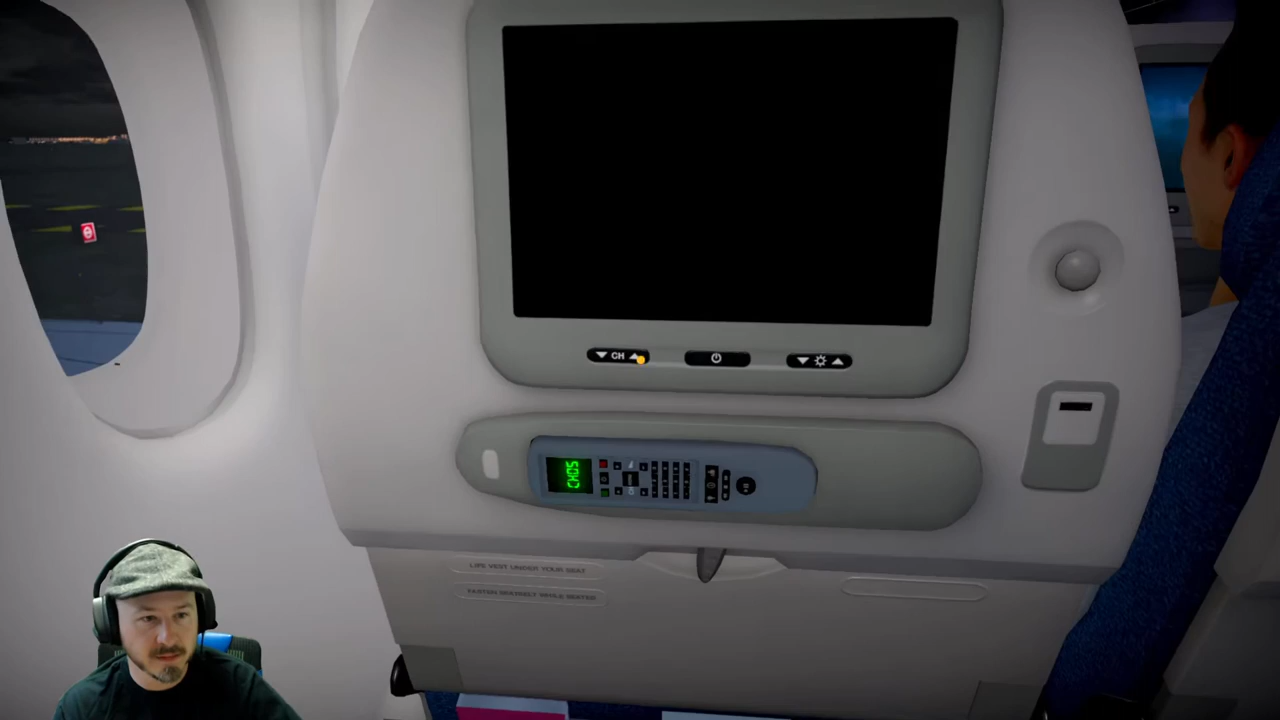 CH
CH05
LIFE VEST UNDER YOUR SEAT
FASTEN SEATBELT WHILE SEATED